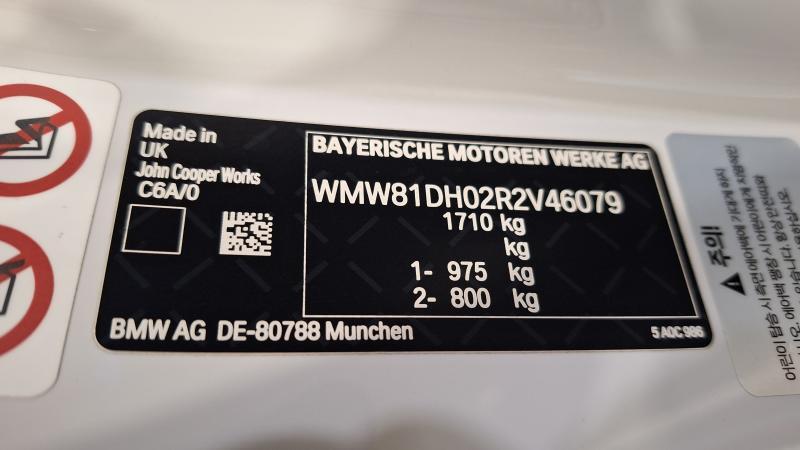 Made in
UK
John Cooper Works
C6A/0
BAYERISCHE MOTOREN WERKE AG
WMW81DH02R2V46079
1710 kg
kg
1- 975 kg
2- 800 kg
BMW AG DE-80788 Munchen
5 A0C 986
주의!